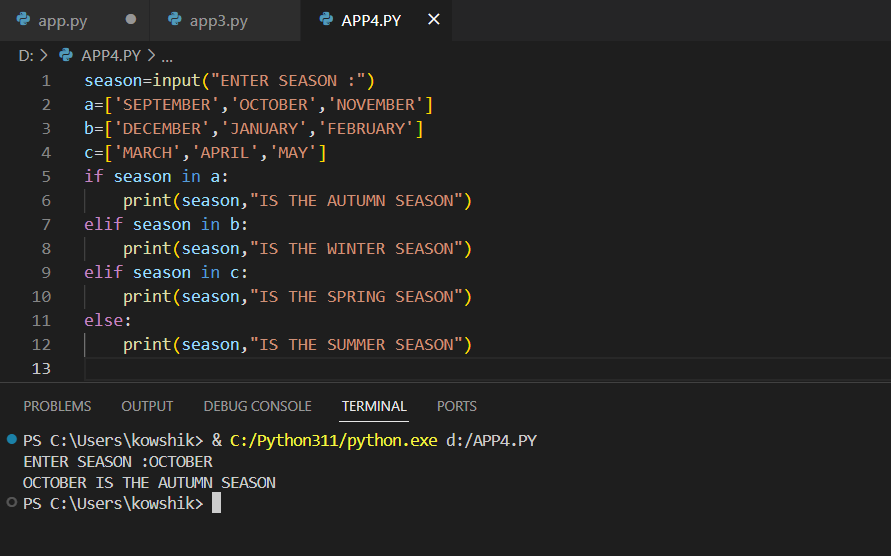 app.py app3.py APP4.PY
D: > APP4.PY > ...
1 season=input("ENTER SEASON :")
2 a=['SEPTEMBER','OCTOBER','NOVEMBER']
3 b=['DECEMBER','JANUARY','FEBRUARY']
4 c=['MARCH','APRIL','MAY']
5 if season in a:
6     print(season,"IS THE AUTUMN SEASON")
7 elif season in b:
8     print(season,"IS THE WINTER SEASON")
9 elif season in c:
10     print(season,"IS THE SPRING SEASON")
11 else:
12     print(season,"IS THE SUMMER SEASON")
13
PROBLEMS OUTPUT DEBUG CONSOLE TERMINAL PORTS
PS C:\Users\kowshik> & C:/Python311/python.exe d:/APP4.PY
ENTER SEASON :OCTOBER
OCTOBER IS THE AUTUMN SEASON
PS C:\Users\kowshik>